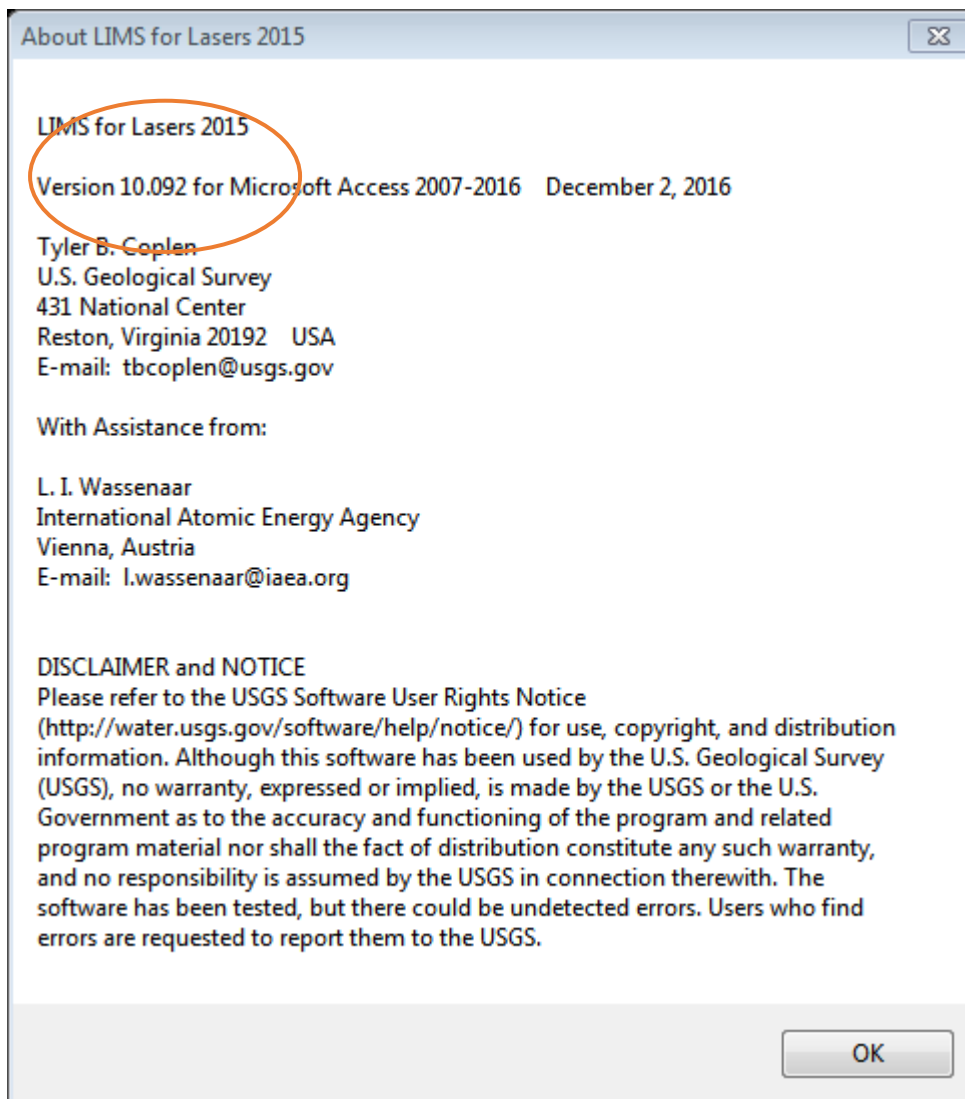 About LIMS for Lasers 2015
LIMS for Lasers 2015
Version 10.092 for Microsoft Access 2007-2016    December 2, 2016
Tyler B. Coplen
U.S. Geological Survey
431 National Center
Reston, Virginia 20192    USA
E-mail:  tbcoplen@usgs.gov
With Assistance from:
L. I. Wassenaar
International Atomic Energy Agency
Vienna, Austria
E-mail:  l.wassenaar@iaea.org
DISCLAIMER and NOTICE
Please refer to the USGS Software User Rights Notice
(http://water.usgs.gov/software/help/notice/) for use, copyright, and distribution
information. Although this software has been used by the U.S. Geological Survey
(USGS), no warranty, expressed or implied, is made by the USGS or the U.S.
Government as to the accuracy and functioning of the program and related
program material nor shall the fact of distribution constitute any such warranty,
and no responsibility is assumed by the USGS in connection therewith. The
software has been tested, but there could be undetected errors. Users who find
errors are requested to report them to the USGS.
OK